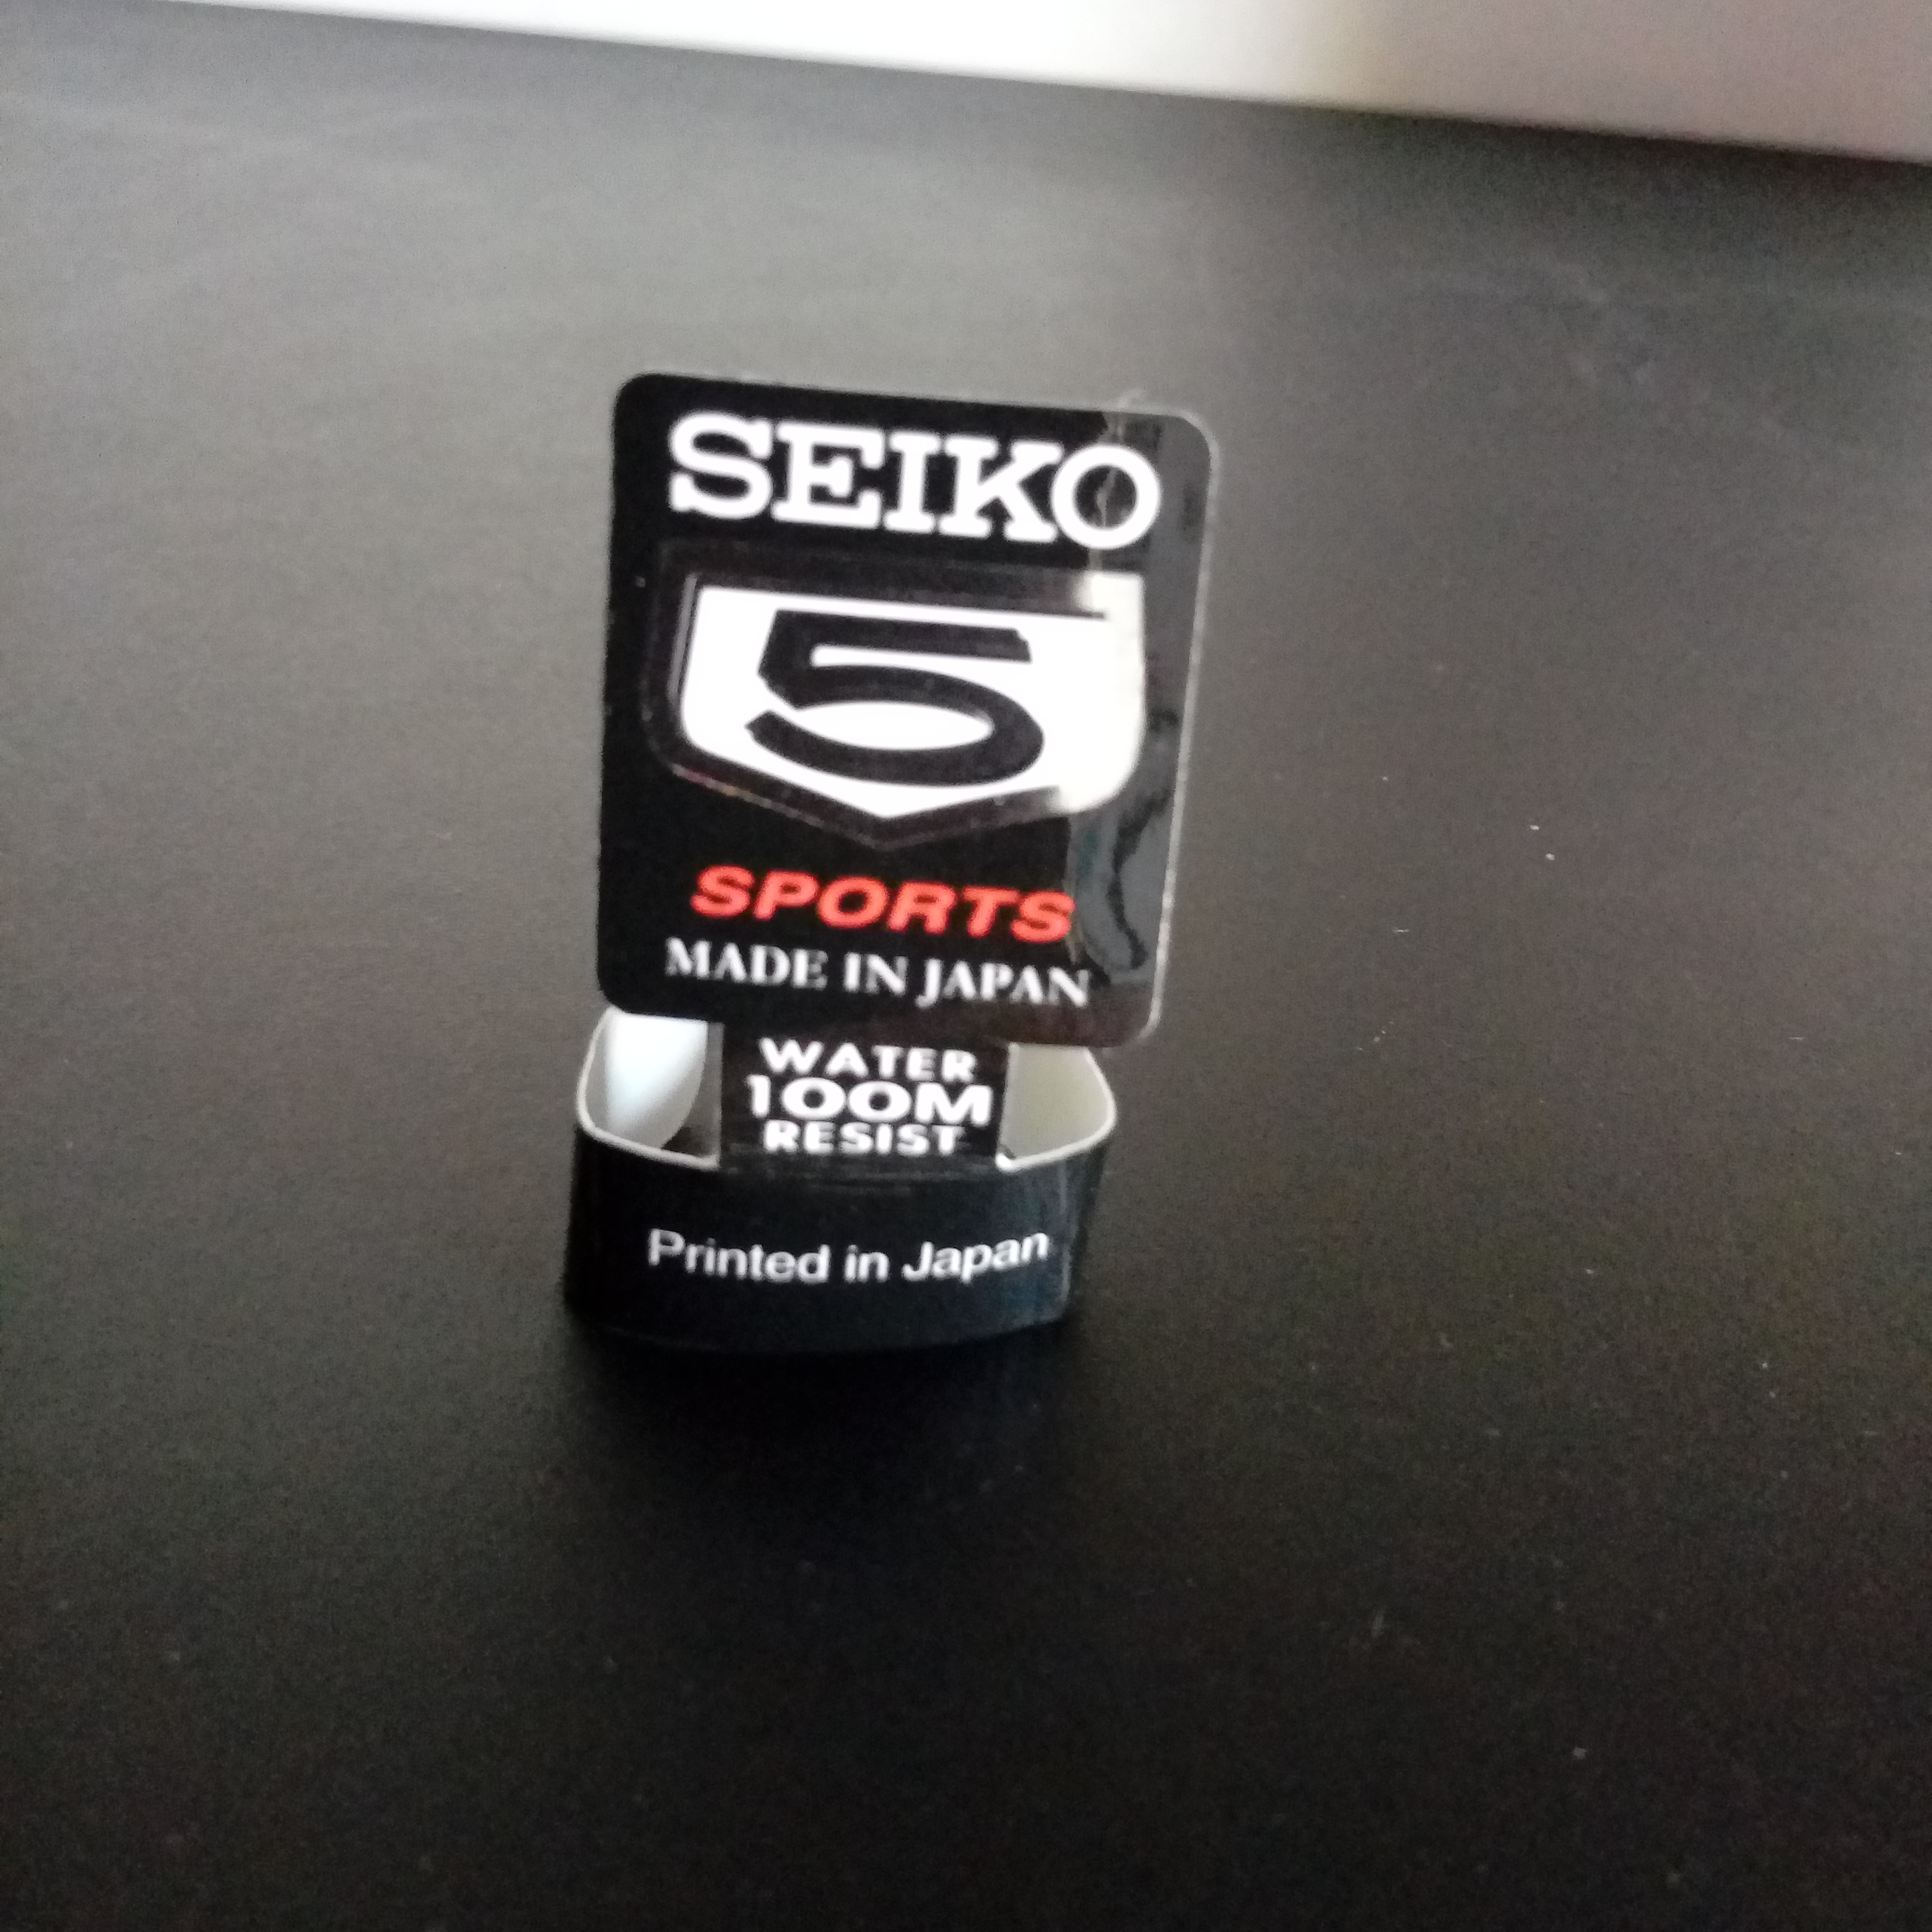 SEIKO
5
SPORTS
MADE IN JAPAN
WATER
100M
RESIST
Printed in Japan